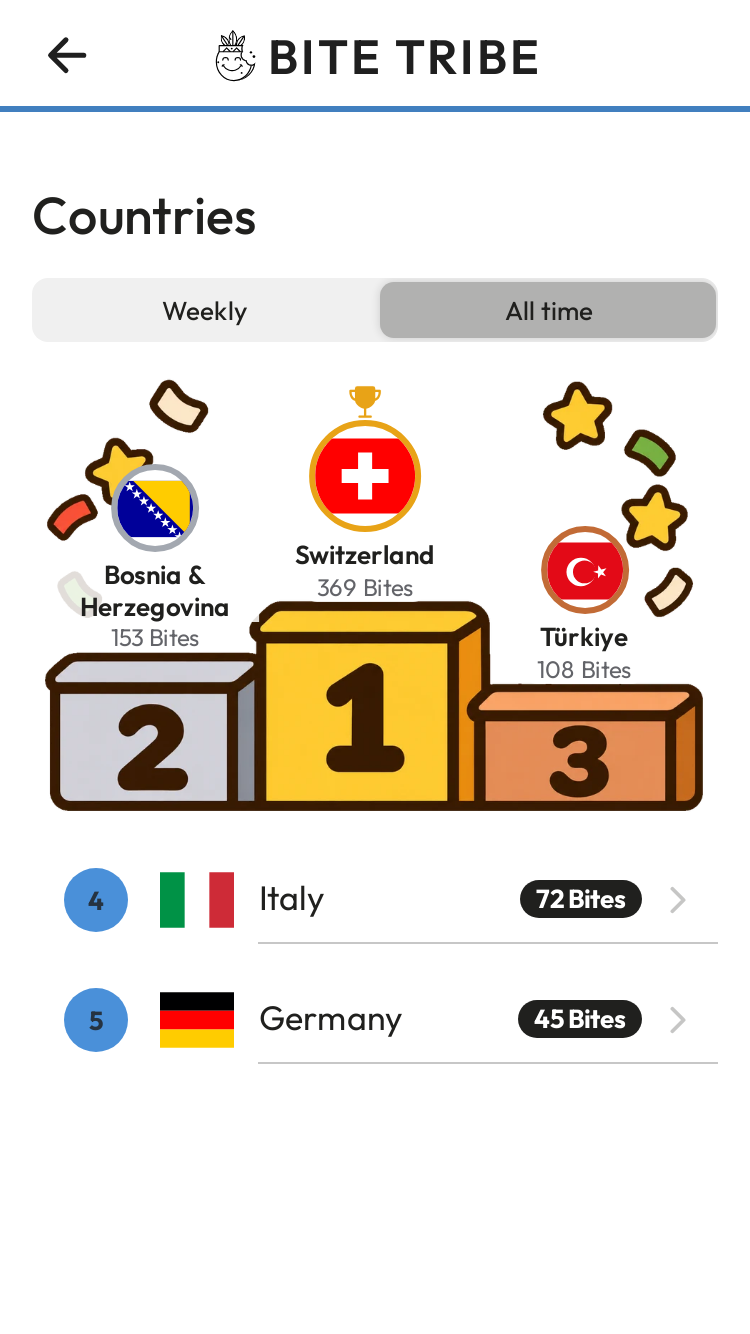 BITE TRIBE
Countries
Weekly
All time
Switzerland
369 Bites
Bosnia &
Herzegovina
153 Bites
Türkiye
108 Bites
2
1
3
4
Italy
72 Bites
5
Germany
45 Bites